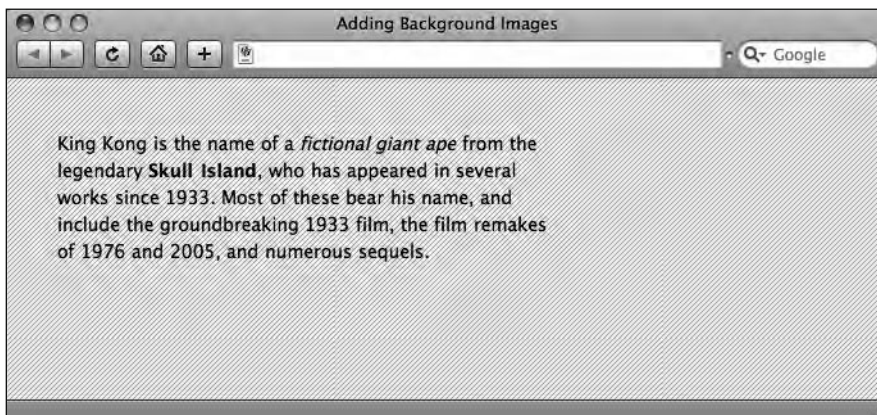 Adding Background Images
Google
King Kong is the name of a fictional giant ape from the
legendary Skull Island, who has appeared in several
works since 1933. Most of these bear his name, and
include the groundbreaking 1933 film, the film remakes
of 1976 and 2005, and numerous sequels.